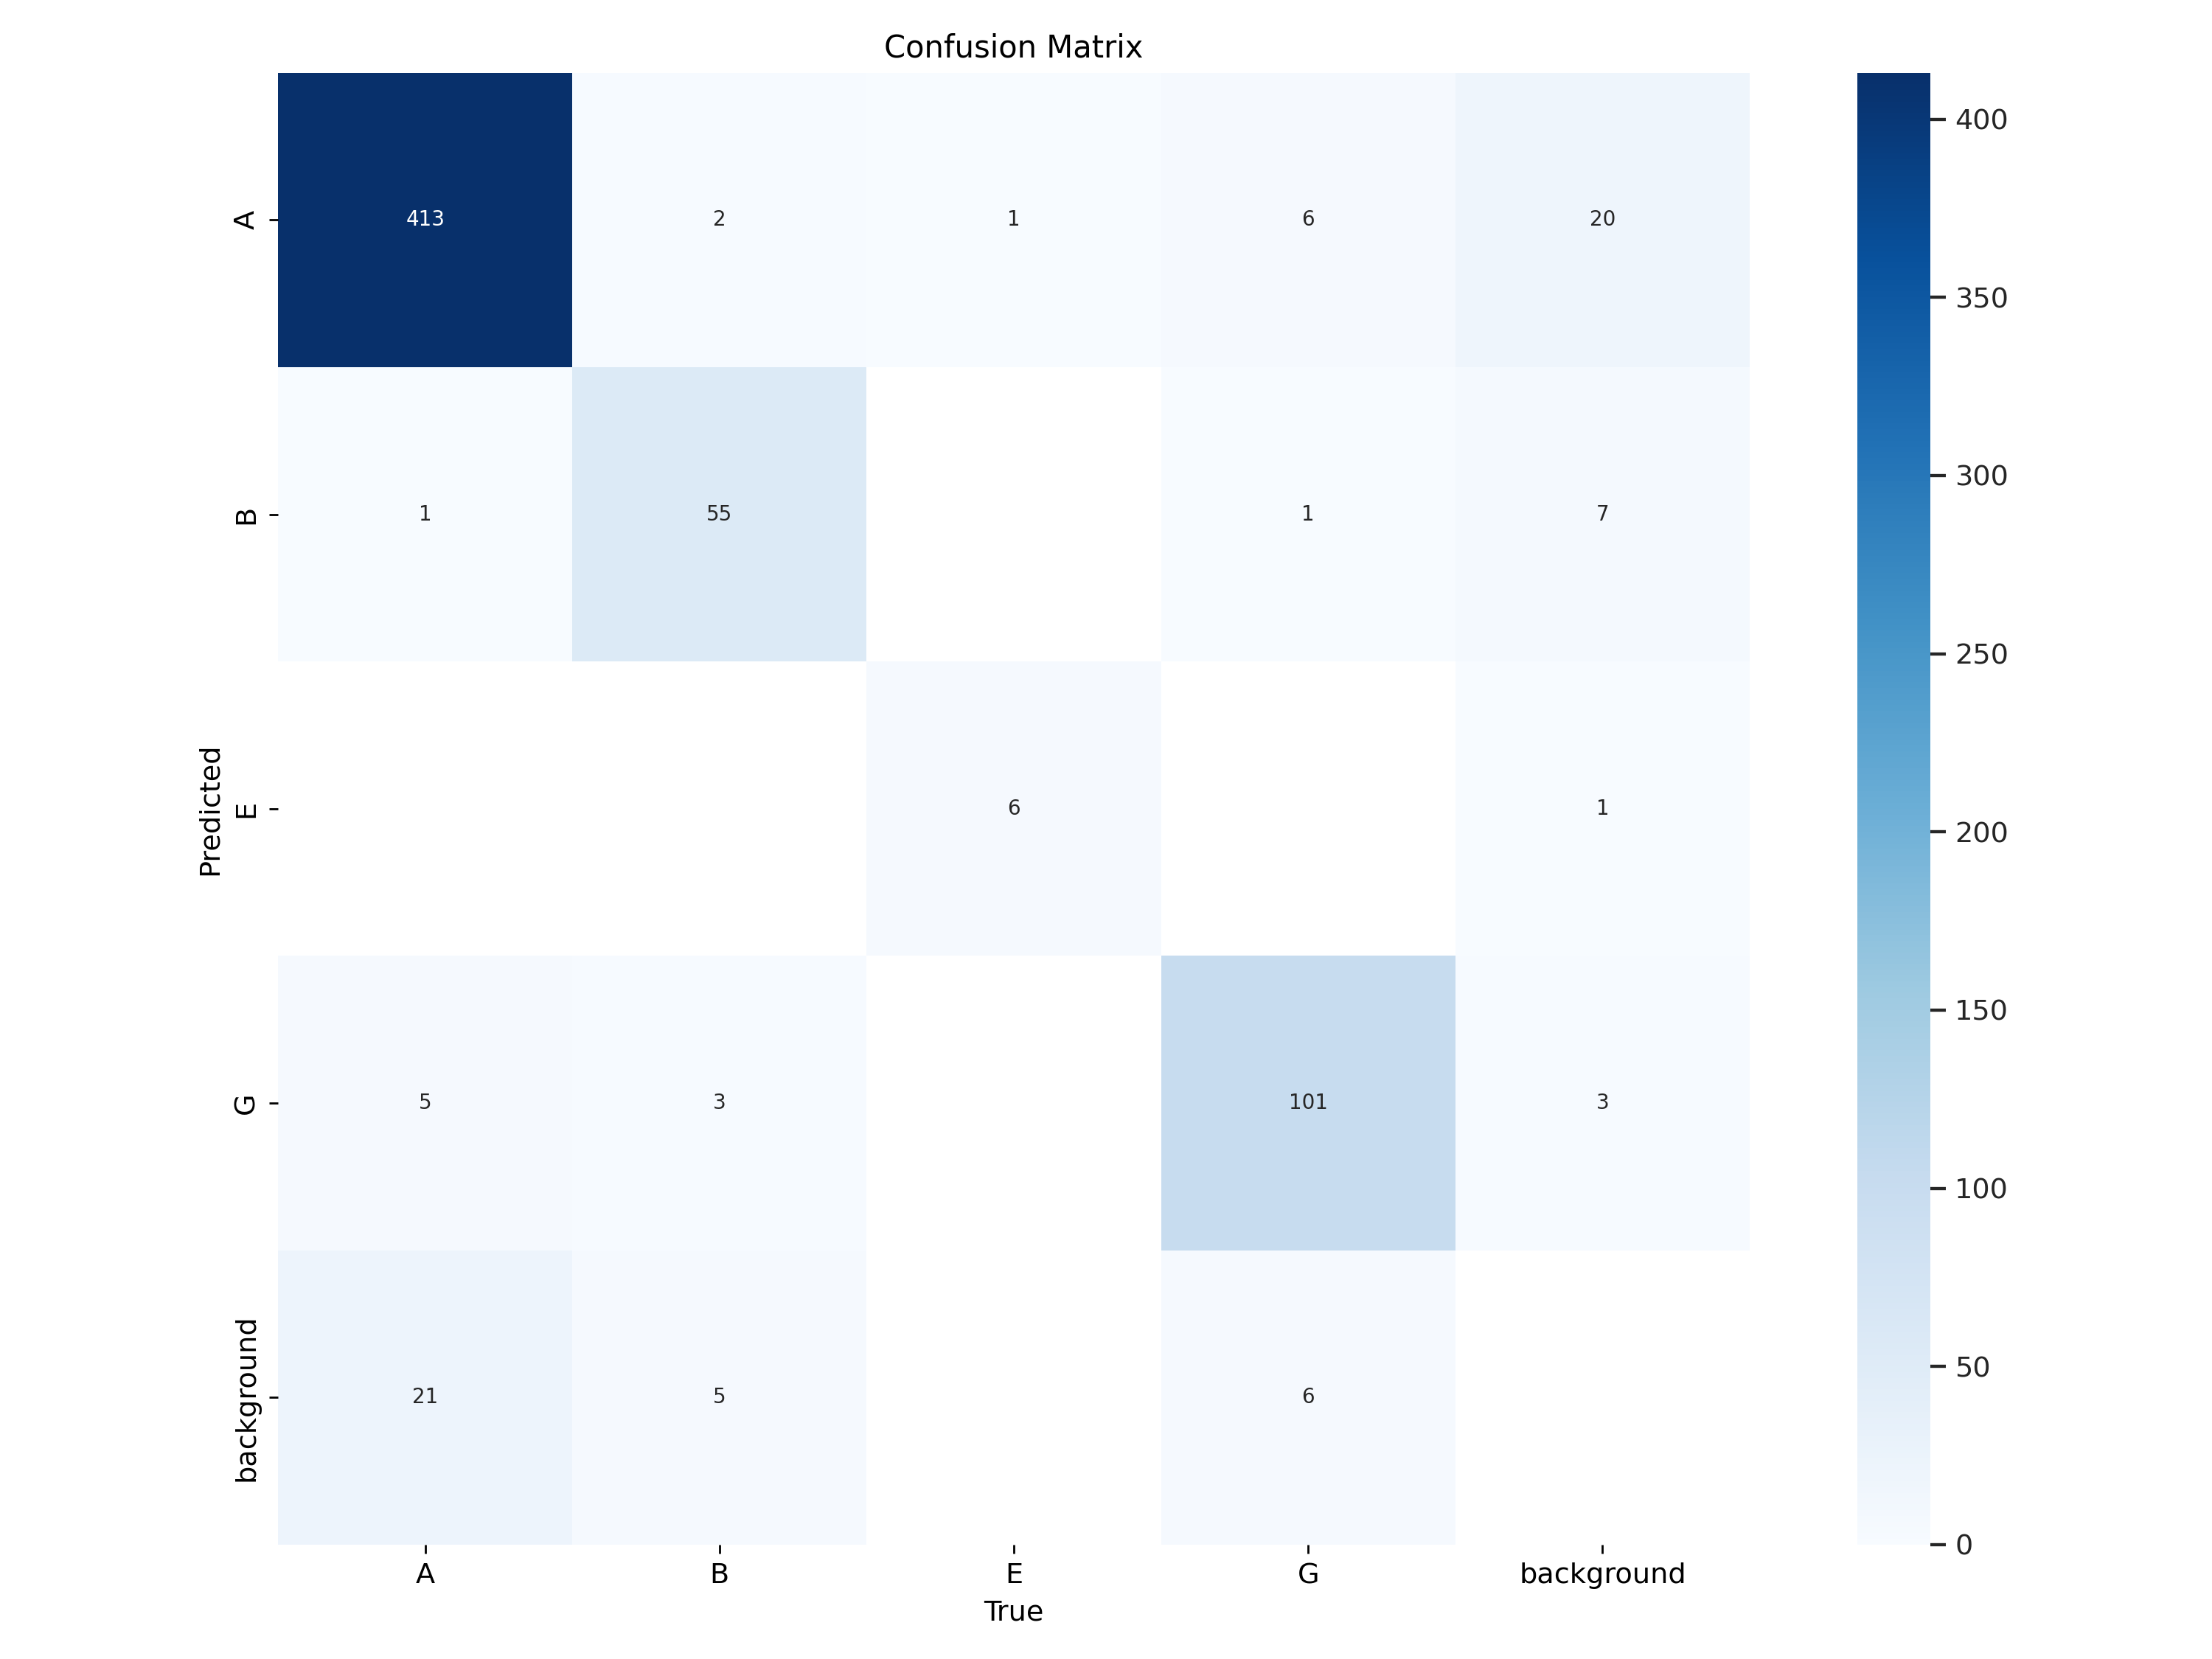 Confusion Matrix
A 413 2 1 6 20
B 1 55 1 7
E 6 1
G 5 3 101 3
background 21 5 6
A B E G background
True
Predicted
400
350
300
250
200
150
100
50
0